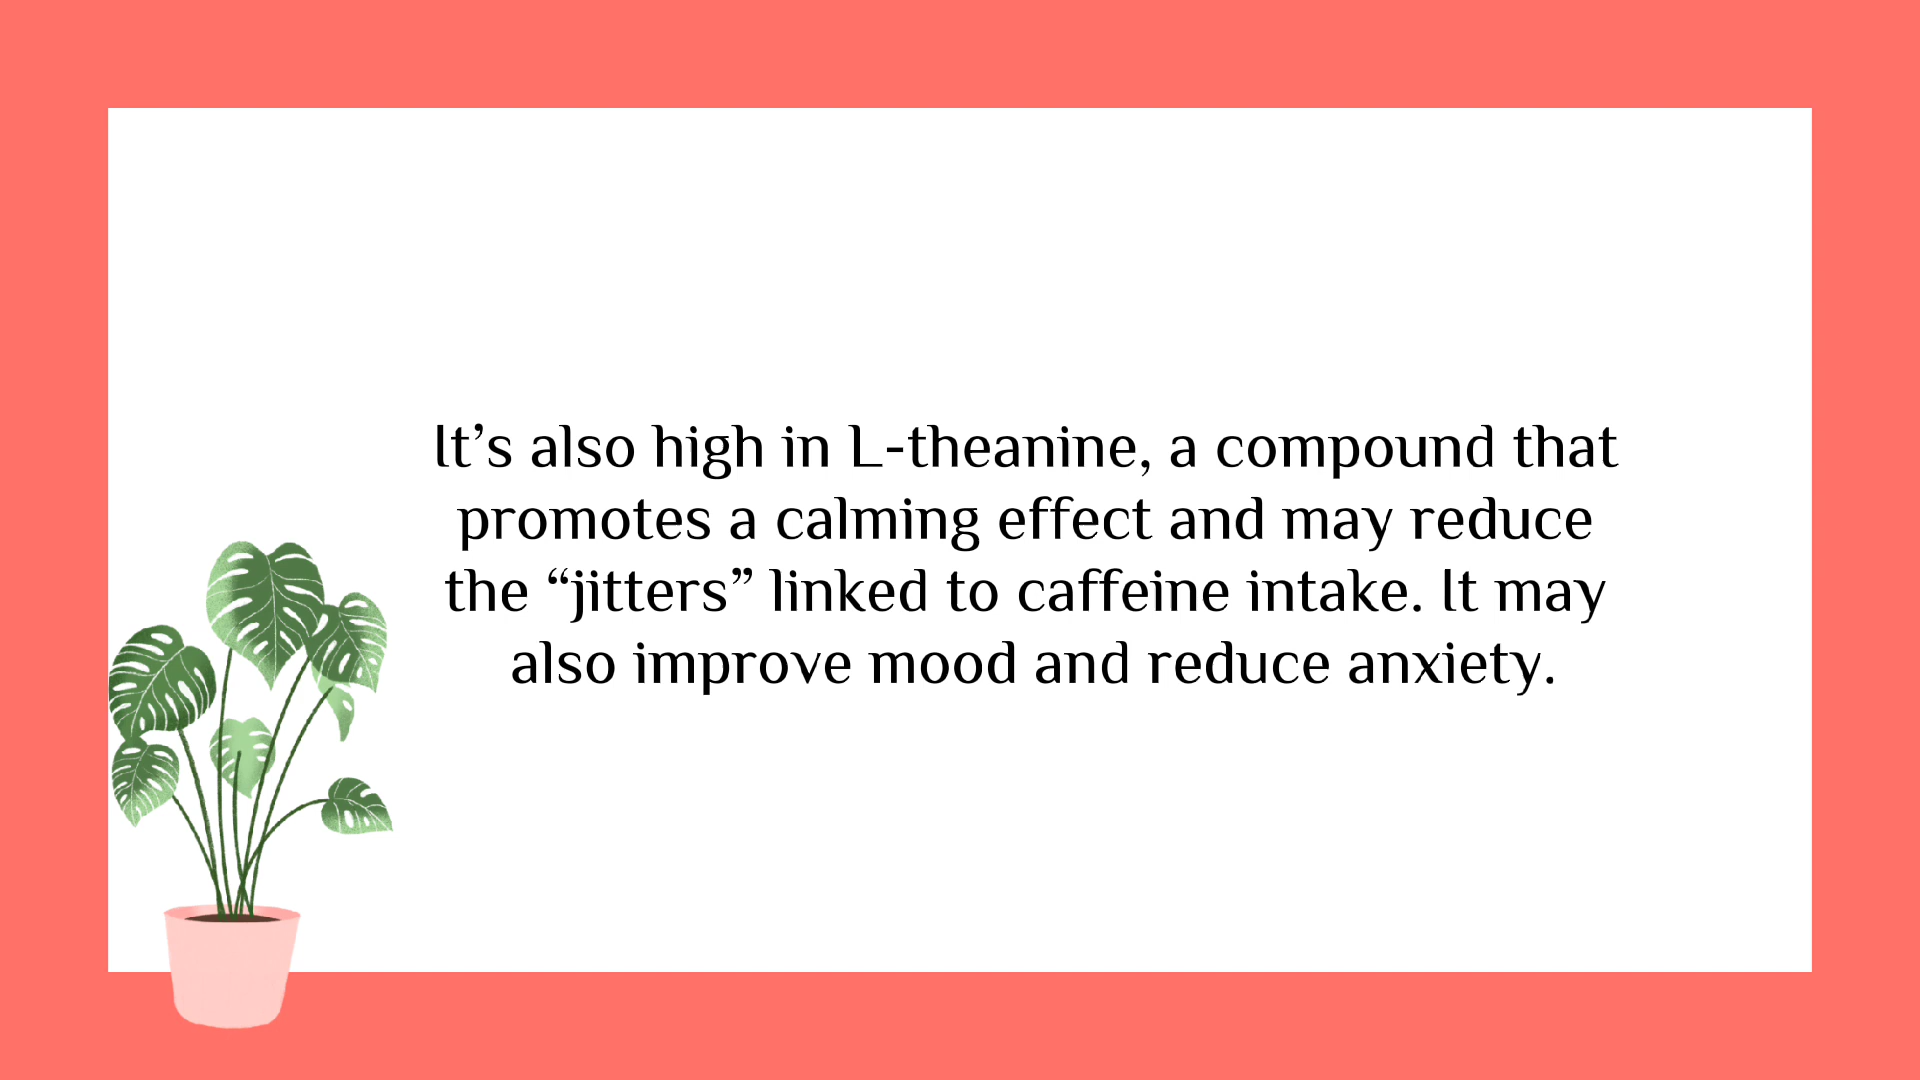 It’s also high in L-theanine, a compound that
promotes a calming effect and may reduce
the “jitters” linked to caffeine intake. It may
also improve mood and reduce anxiety.